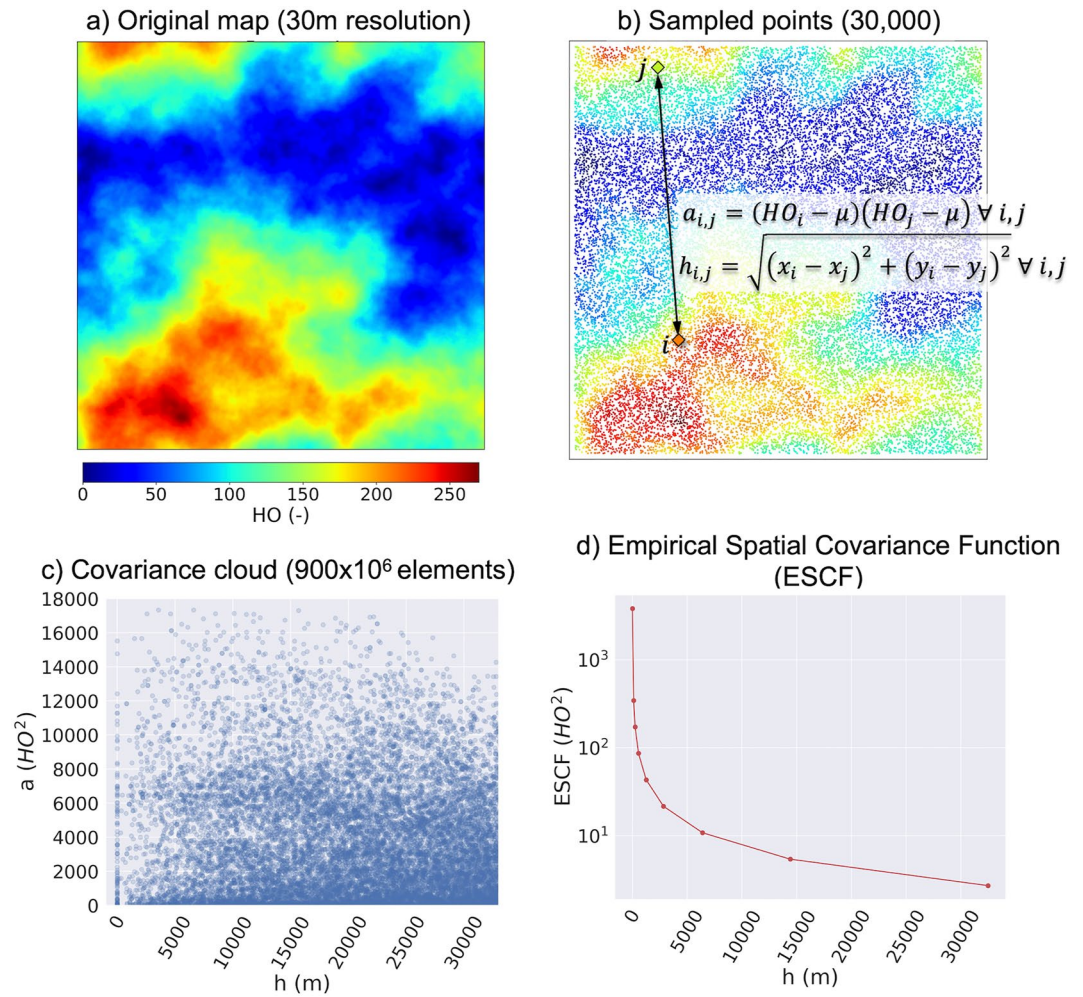 a) Original map (30m resolution)
b) Sampled points (30,000)
j
a_{i,j} = (HO_i − μ)(HO_j − μ) ∀ i,j
h_{i,j} = √((x_i − x_j)^2 + (y_i − y_j)^2) ∀ i,j
i
0 50 100 150 200 250
HO (-)
c) Covariance cloud (900x10^6 elements)
18000
16000
14000
12000
10000
8000
6000
4000
2000
0
a (HO^2)
0 5000 10000 15000 20000 25000 30000
h (m)
d) Empirical Spatial Covariance Function
(ESCF)
10^3
10^2
10^1
ESCF (HO^2)
0 5000 10000 15000 20000 25000 30000
h (m)